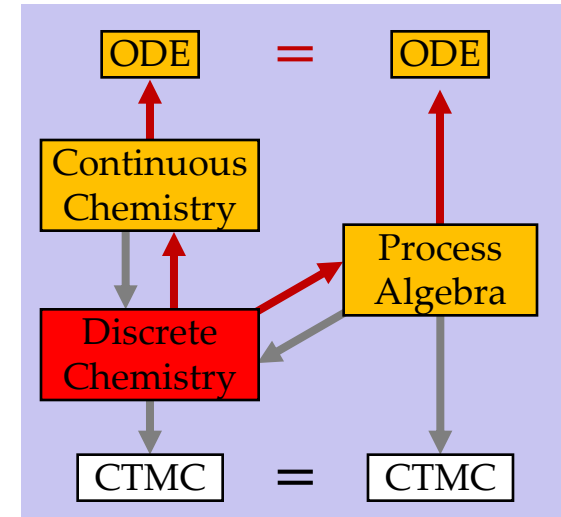 ODE = ODE
Continuous
Chemistry
Process
Algebra
Discrete
Chemistry
CTMC = CTMC